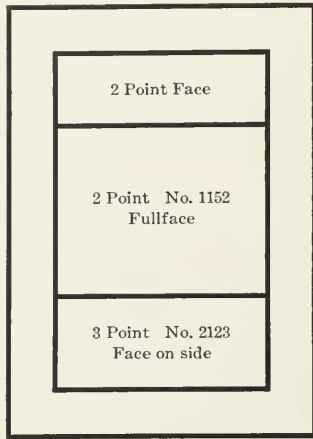 2 Point Face
2 Point No. 1152
Fullface
3 Point No. 2123
Face on side